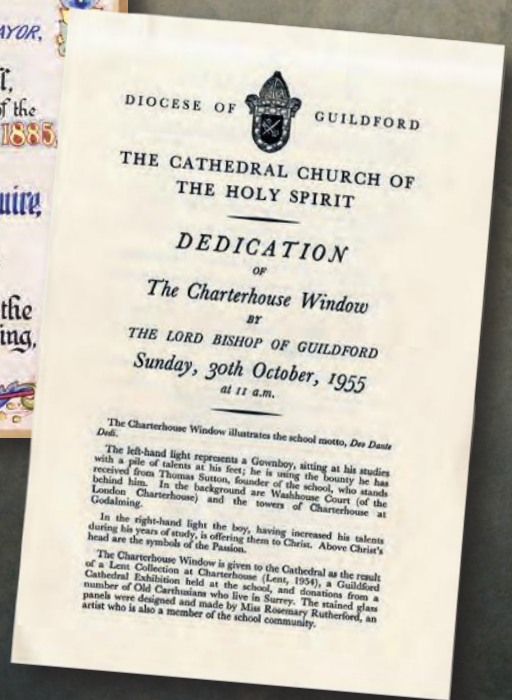 AYOR,
of the
1885,
uire,
the
ing,
DIOCESE OF GUILDFORD
THE CATHEDRAL CHURCH OF
THE HOLY SPIRIT
DEDICATION
OF
The Charterhouse Window
BY
THE LORD BISHOP OF GUILDFORD
Sunday, 30th October, 1955
at 11 a.m.
The Charterhouse Window illustrates the school motto, Deo Dante
Dedi.
The left-hand light represents a Gownboy, sitting at his studies
with a pile of talents at his feet; he is using the bounty he has
received from Thomas Sutton, founder of the school, who stands
behind him. In the background are Washhouse Court (of the
London Charterhouse) and the towers of Charterhouse at
Godalming.
In the right-hand light the boy, having increased his talents
during his years of study, is offering them to Christ. Above Christ's
head are the symbols of the Passion.
The Charterhouse Window is given to the Cathedral as the result
of a Lent Collection at Charterhouse (Lent, 1954), a Guildford
Cathedral Exhibition held at the school, and donations from a
number of Old Carthusians who live in Surrey. The stained glass
panels were designed and made by Miss Rosemary Rutherford, an
artist who is also a member of the school community.